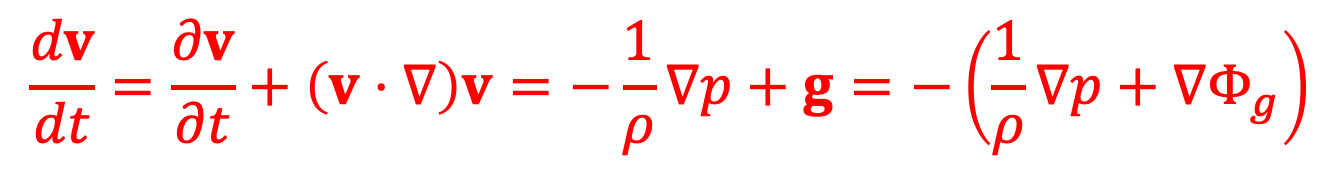 d𝐯/dt = ∂𝐯/∂t + (𝐯 · ∇)𝐯 = − 1/ρ ∇p + 𝐠 = − (1/ρ ∇p + ∇Φ_g)